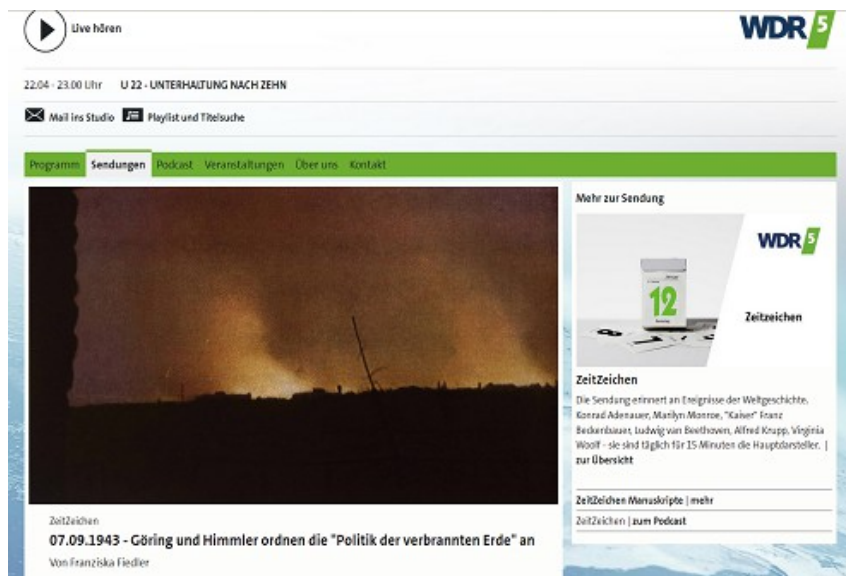 Live hören
WDR 5
22.04 - 23.00 Uhr U 22 - UNTERHALTUNG NACH ZEHN
Mail ins Studio Playlist und Titelsuche
Programm Sendungen Podcast Veranstaltungen Über uns Kontakt
Mehr zur Sendung
WDR 5
12
Zeitzeichen
ZeitZeichen
Die Sendung erinnert an Ereignisse der Weltgeschichte.
Konrad Adenauer, Marilyn Monroe, "Kaiser" Franz
Beckenbauer, Ludwig van Beethoven, Alfred Krupp, Virginia
Woolf - sie sind täglich für 15 Minuten die Hauptdarsteller. |
zur Übersicht
ZeitZeichen Manuskripte | mehr
ZeitZeichen | zum Podcast
ZeitZeichen
07.09.1943 - Göring und Himmler ordnen die "Politik der verbrannten Erde" an
Von Franziska Fiedler